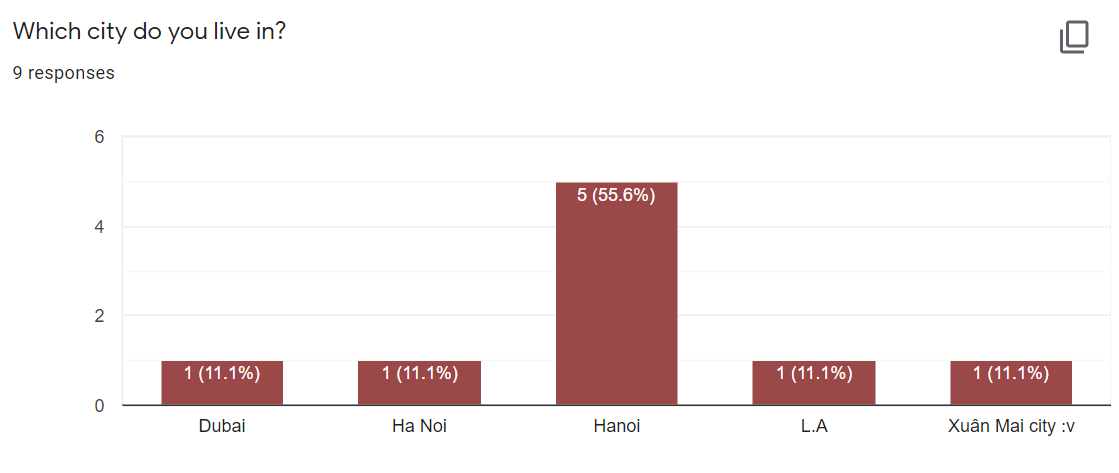 Which city do you live in?
9 responses
6
4
2
0
1 (11.1%)
1 (11.1%)
5 (55.6%)
1 (11.1%)
1 (11.1%)
Dubai
Ha Noi
Hanoi
L.A
Xuân Mai city :v